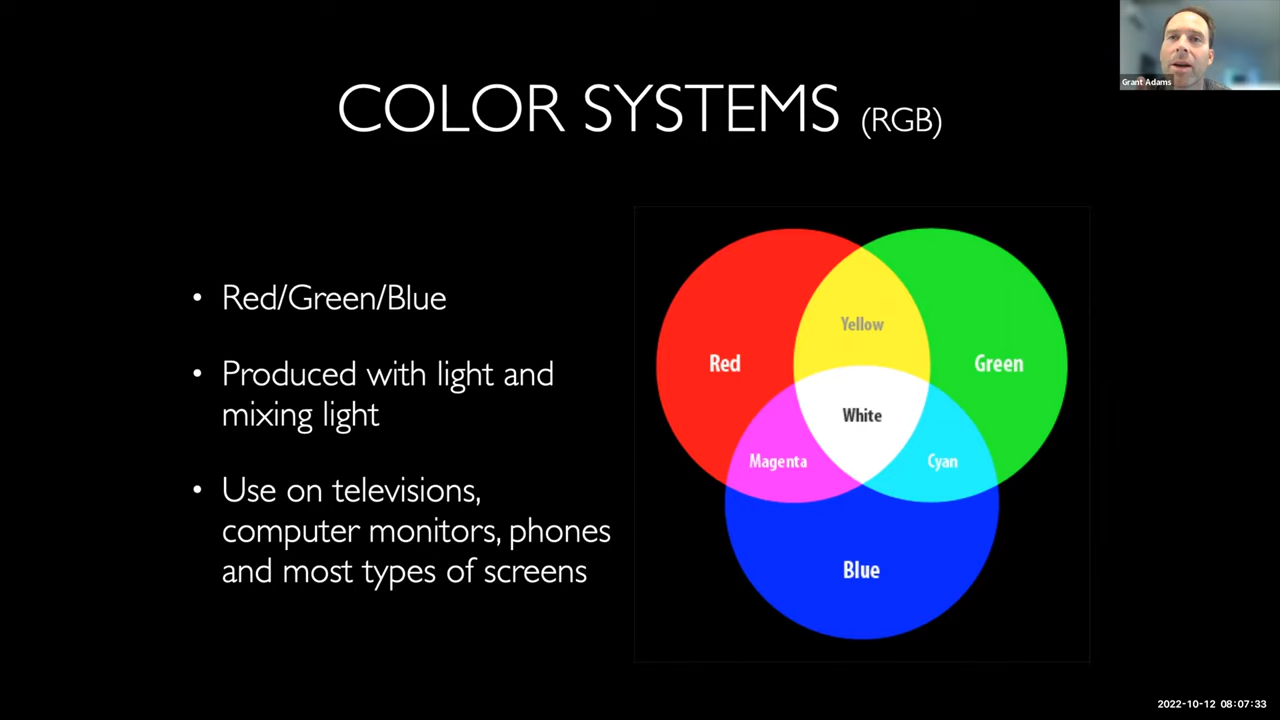 Grant Adams
COLOR SYSTEMS (RGB)
• Red/Green/Blue
• Produced with light and
mixing light
• Use on televisions,
computer monitors, phones
and most types of screens
Yellow
Red
Green
White
Magenta
Cyan
Blue
2022-10-12 08:07:33